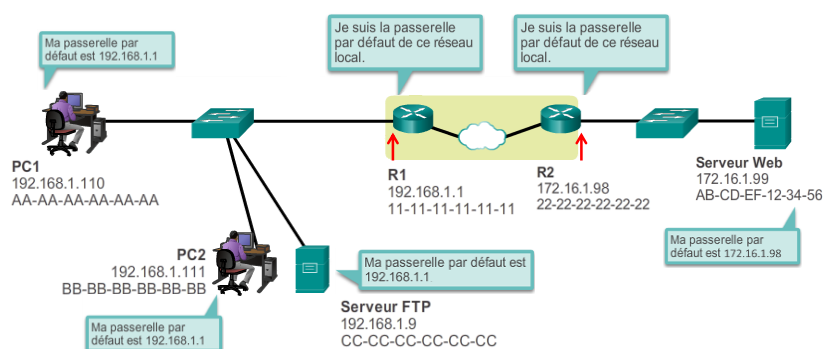 Ma passerelle par
défaut est 192.168.1.1
Je suis la passerelle
par défaut de ce réseau
local.
Je suis la passerelle
par défaut de ce réseau
local.
PC1
192.168.1.110
AA-AA-AA-AA-AA-AA
R1
192.168.1.1
11-11-11-11-11-11
R2
172.16.1.98
22-22-22-22-22-22
Serveur Web
172.16.1.99
AB-CD-EF-12-34-56
Ma passerelle par
défaut est 172.16.1.98
PC2
192.168.1.111
BB-BB-BB-BB-BB-BB
Ma passerelle par défaut est
192.168.1.1
Serveur FTP
192.168.1.9
CC-CC-CC-CC-CC-CC
Ma passerelle par
défaut est 192.168.1.1